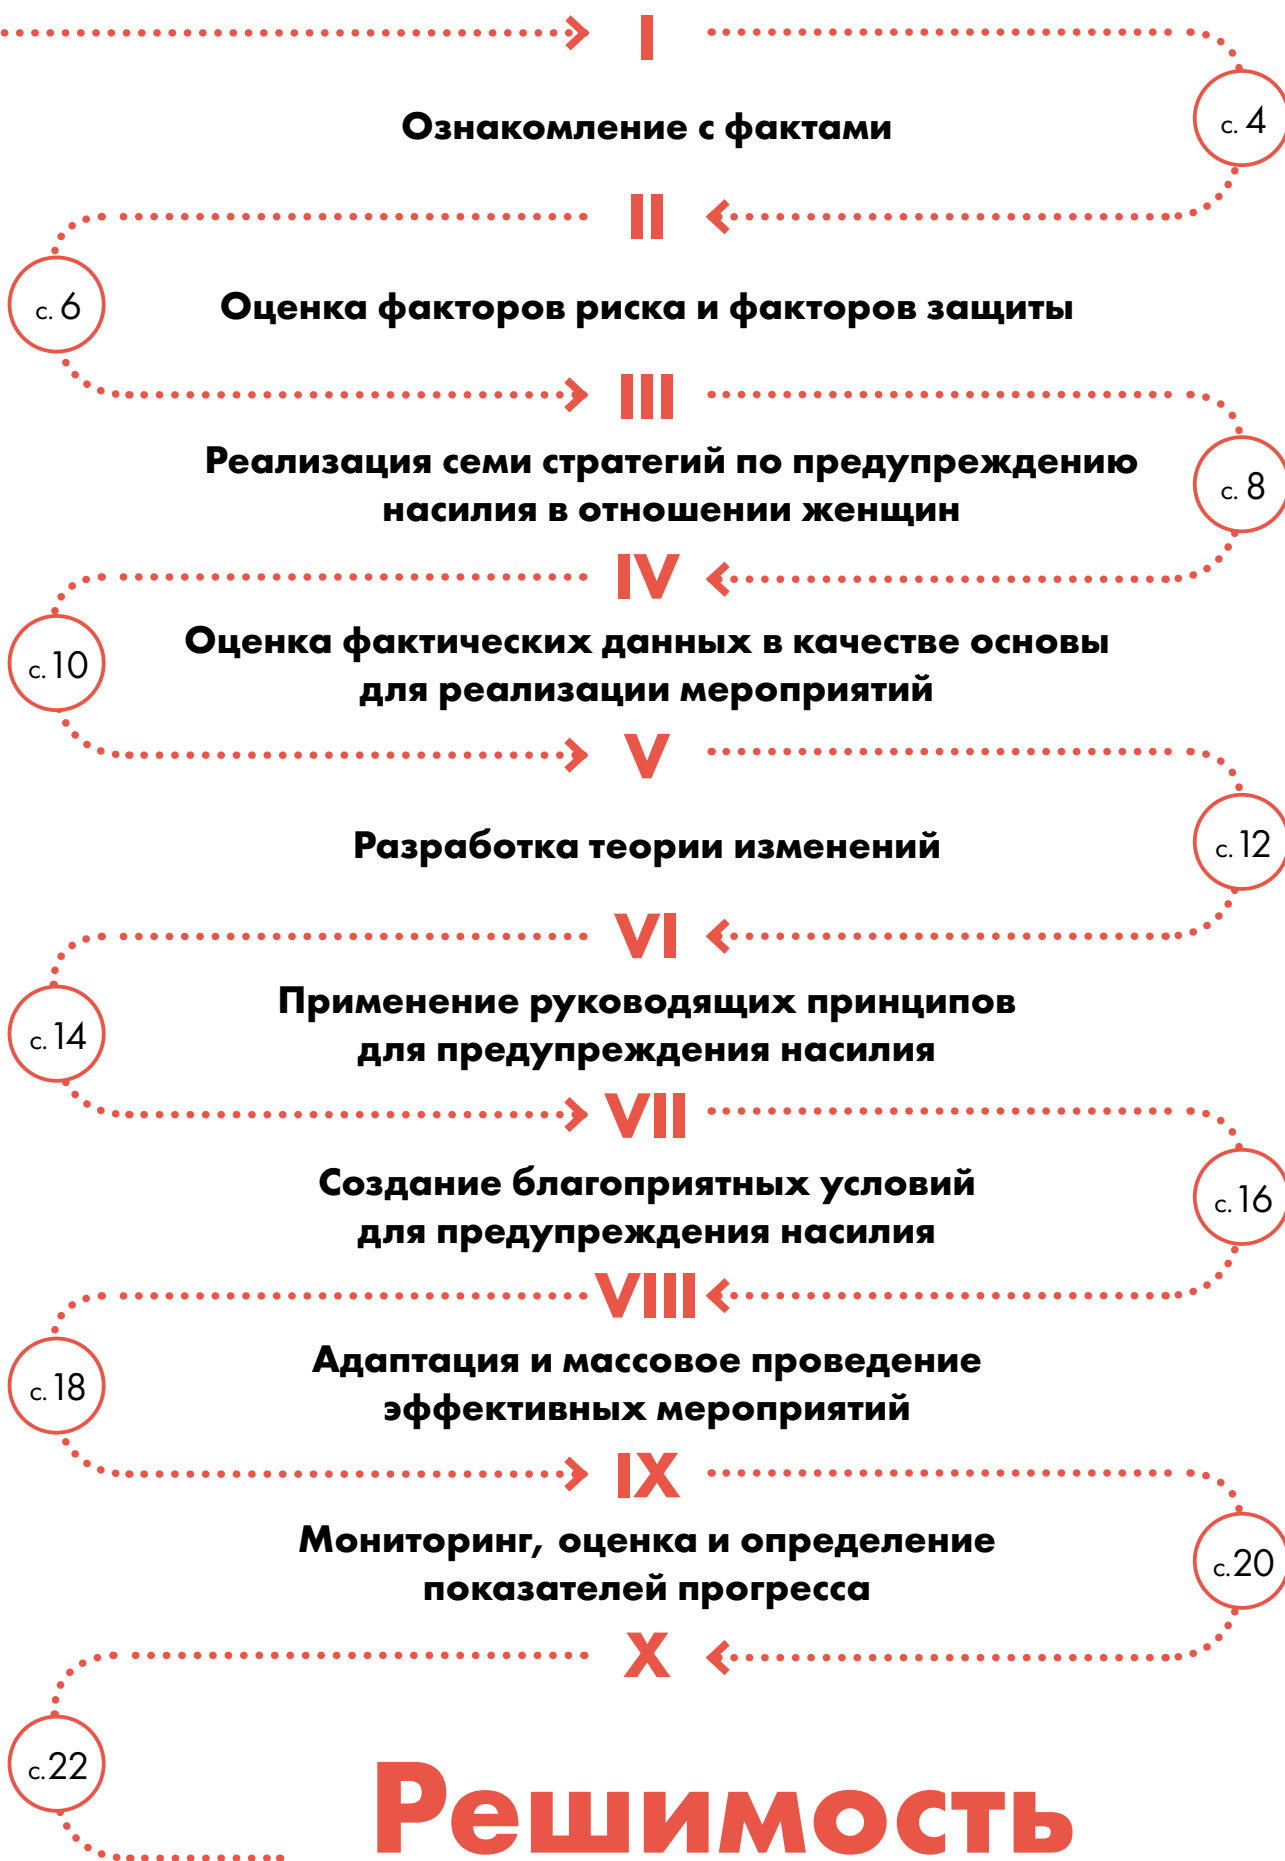 I
Ознакомление с фактами
с. 4
II
с. 6
Оценка факторов риска и факторов защиты
III
Реализация семи стратегий по предупреждению
насилия в отношении женщин
с. 8
IV
с. 10
Оценка фактических данных в качестве основы
для реализации мероприятий
V
Разработка теории изменений
с. 12
VI
с. 14
Применение руководящих принципов
для предупреждения насилия
VII
Создание благоприятных условий
для предупреждения насилия
с. 16
VIII
с. 18
Адаптация и массовое проведение
эффективных мероприятий
IX
Мониторинг, оценка и определение
показателей прогресса
с. 20
X
с. 22
Решимость